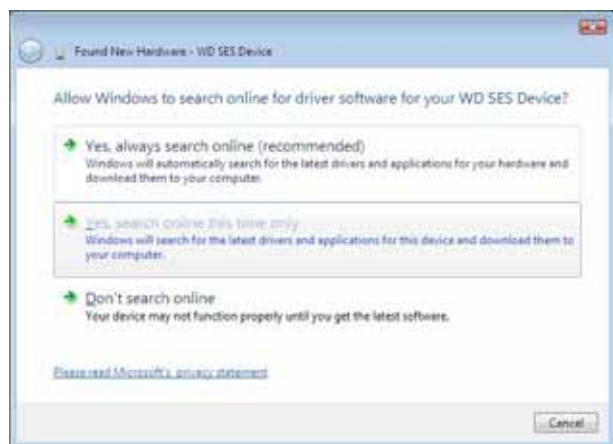 Found New Hardware - WD SES Device
Allow Windows to search online for driver software for your WD SES Device?
Yes, always search online (recommended)
Windows will automatically search for the latest drivers and applications for your hardware and
download them to your computer.
Yes, search online this time only
Windows will search for the latest drivers and applications for this device and download them to
your computer.
Don't search online
Your device may not function properly until you get the latest software.
Please read Microsoft's privacy statement
Cancel